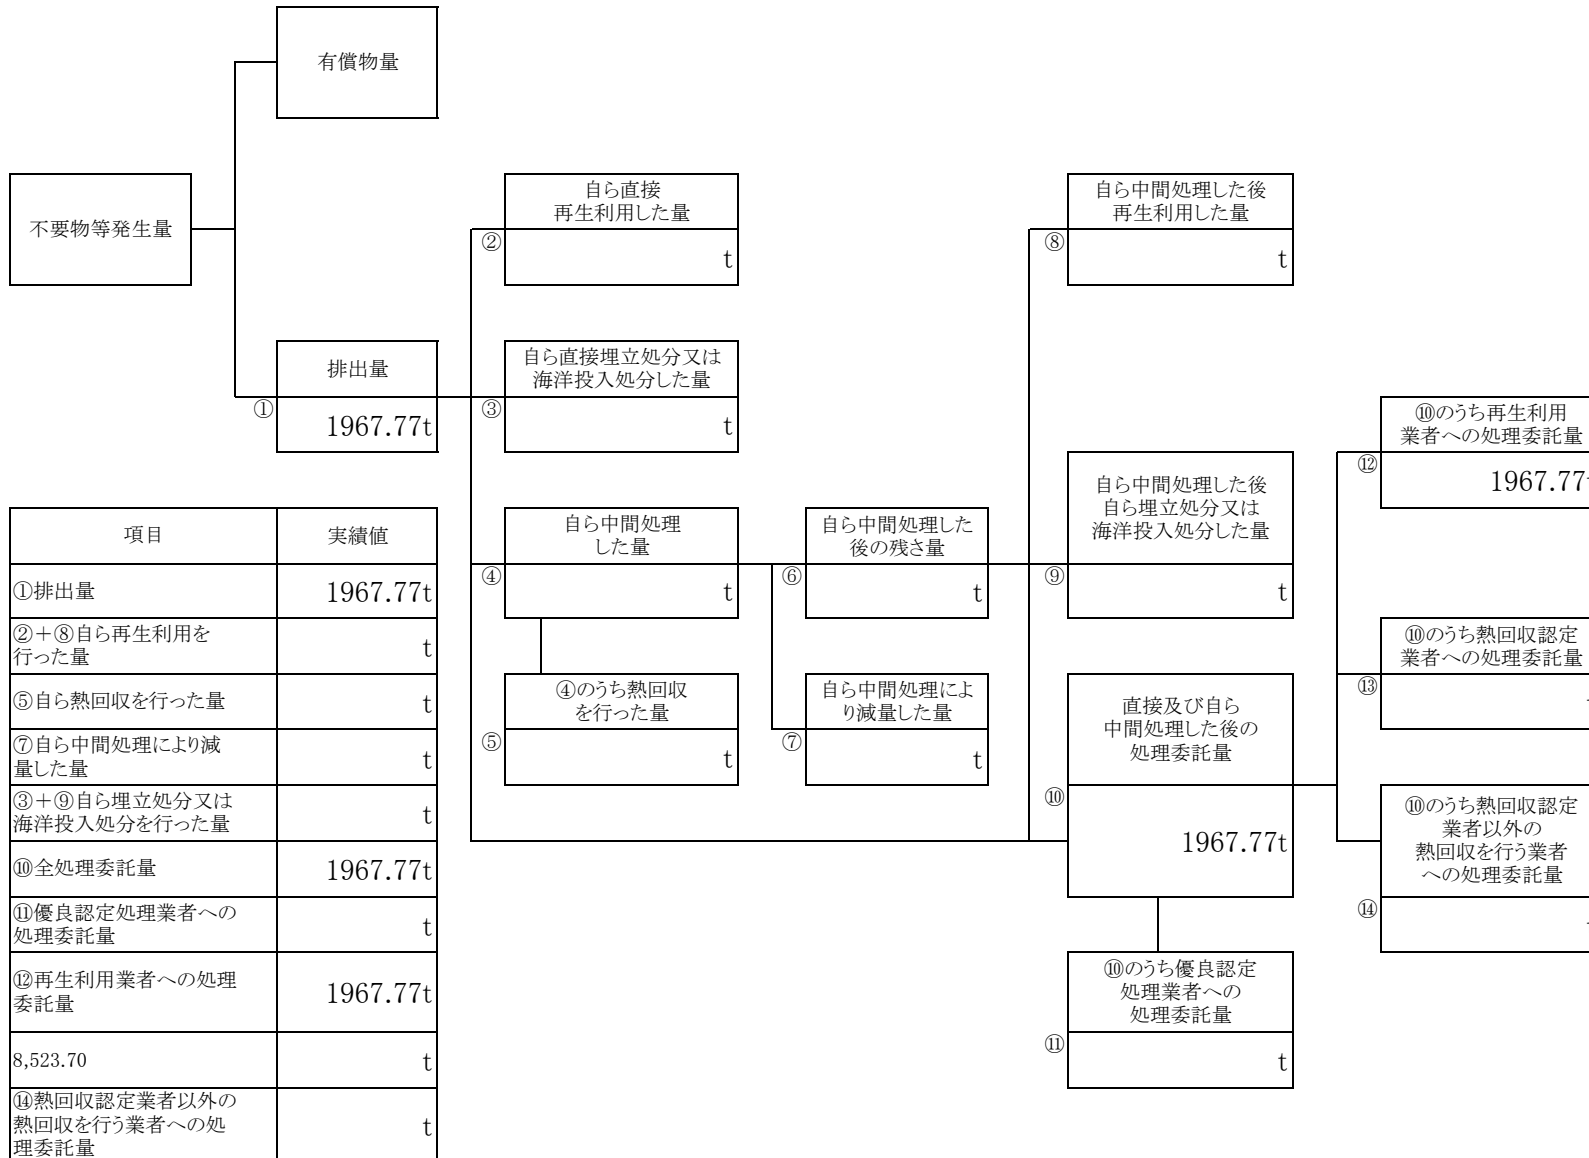 有償物量
不要物等発生量
自ら直接
再生利用した量
②
t
自ら中間処理した後
再生利用した量
⑧
t
排出量
①
1967.77t
自ら直接埋立処分又は
海洋投入処分した量
③
t
⑩のうち再生利用
業者への処理委託量
⑫
1967.77t
自ら中間処理した後
自ら埋立処分又は
海洋投入処分した量
⑨
t
自ら中間処理
した量
④
t
自ら中間処理した
後の残さ量
⑥
t
④のうち熱回収
を行った量
⑤
t
自ら中間処理によ
り減量した量
⑦
t
直接及び自ら
中間処理した後の
処理委託量
⑩
1967.77t
⑩のうち熱回収認定
業者への処理委託量
⑬
⑩のうち熱回収認定
業者以外の
熱回収を行う業者
への処理委託量
⑭
⑩のうち優良認定
処理業者への
処理委託量
⑪
t
項目 実績値
①排出量 1967.77t
②+⑧自ら再生利用を
行った量 t
⑤自ら熱回収を行った量 t
⑦自ら中間処理により減
量した量 t
③+⑨自ら埋立処分又は
海洋投入処分を行った量 t
⑩全処理委託量 1967.77t
⑪優良認定処理業者への
処理委託量 t
⑫再生利用業者への処理
委託量 1967.77t
8,523.70 t
⑭熱回収認定業者以外の
熱回収を行う業者への処
理委託量 t